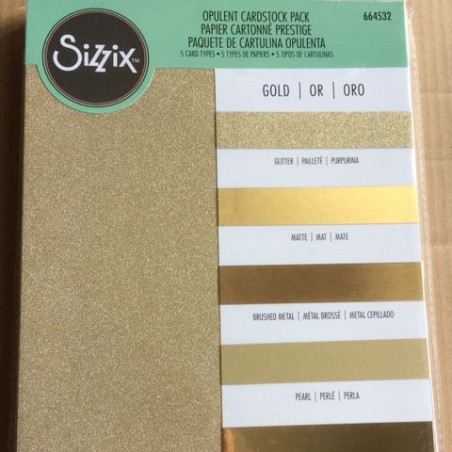 Sizzix™
OPULENT CARDSTOCK PACK
PAPIER CARTONNÉ PRESTIGE
PAQUETE DE CARTULINA OPULENTA
5 CARD TYPES • 5 TYPES DE PAPIERS • 5 TIPOS DE CARTULINAS
664532
GOLD | OR | ORO
GLITTER | PAILLETÉ | PURPURINA
MATTE | MAT | MATE
BRUSHED METAL | MÉTAL BROSSÉ | METAL CEPILLADO
PEARL | PERLÉ | PERLA